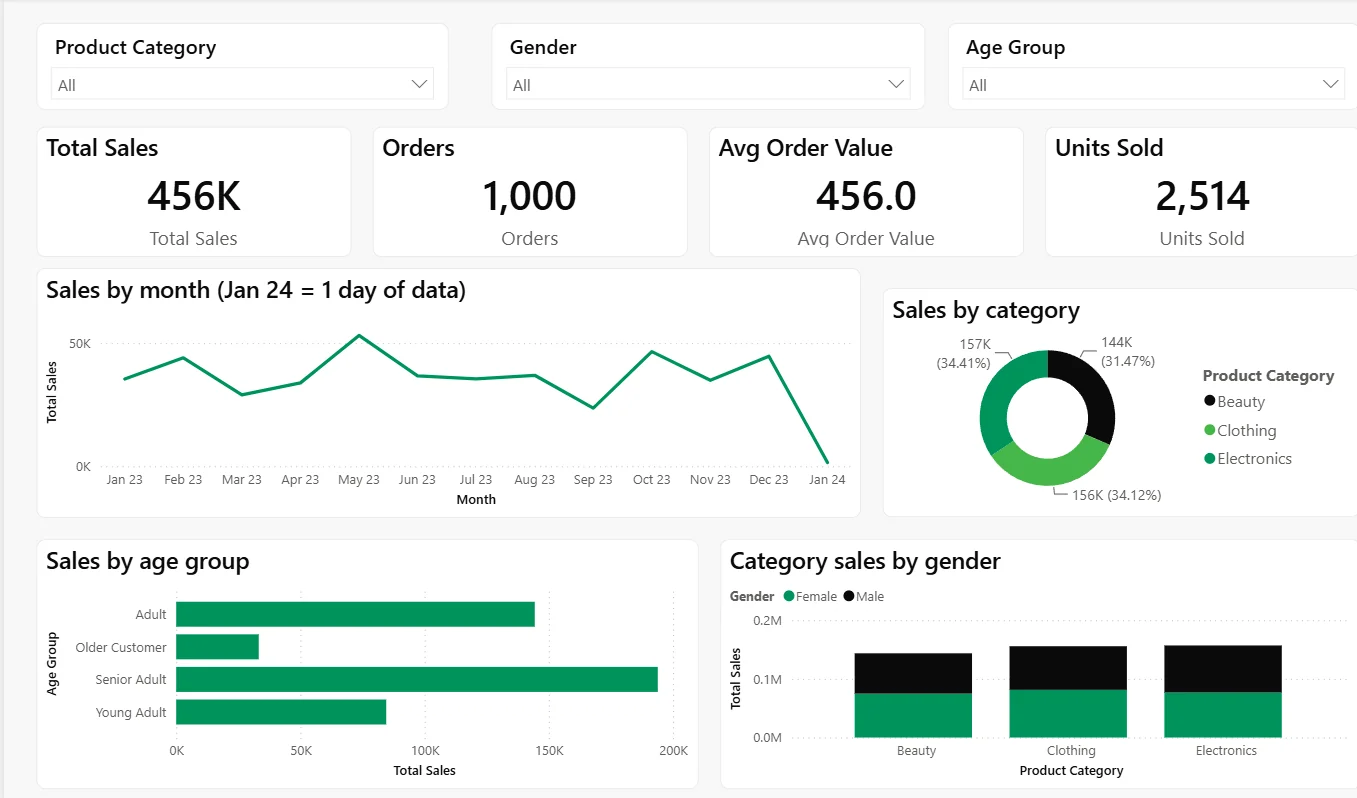 Product Category
All
Gender
All
Age Group
All
Total Sales
456K
Total Sales
Orders
1,000
Orders
Avg Order Value
456.0
Avg Order Value
Units Sold
2,514
Units Sold
Sales by month (Jan 24 = 1 day of data)
Total Sales
50K
0K
Jan 23 Feb 23 Mar 23 Apr 23 May 23 Jun 23 Jul 23 Aug 23 Sep 23 Oct 23 Nov 23 Dec 23 Jan 24
Month
Sales by category
157K
(34.41%)
144K
(31.47%)
156K (34.12%)
Product Category
Beauty
Clothing
Electronics
Sales by age group
Age Group
Adult
Older Customer
Senior Adult
Young Adult
0K 50K 100K 150K 200K
Total Sales
Category sales by gender
Gender Female Male
Total Sales
0.2M
0.1M
0.0M
Beauty Clothing Electronics
Product Category